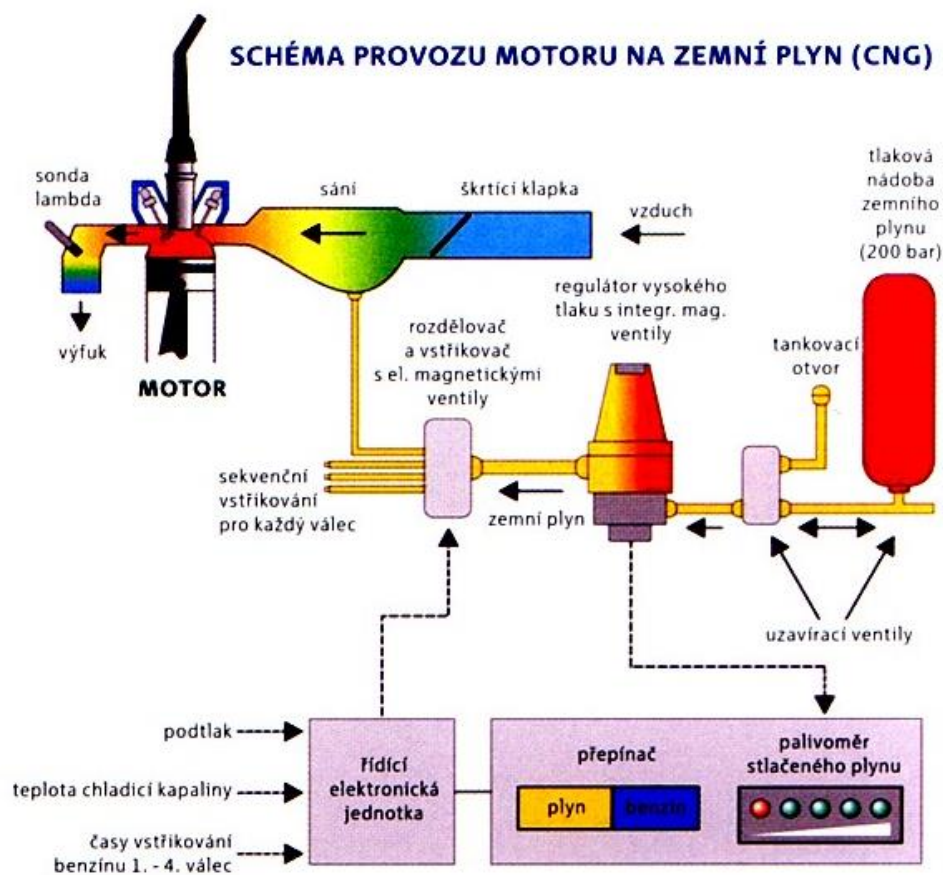 SCHÉMA PROVOZU MOTORU NA ZEMNÍ PLYN (CNG)
sonda
lambda
sání
škrtící klapka
vzduch
tlaková
nádoba
zemního
plynu
(200 bar)
výfuk
MOTOR
rozdělovač
a vstřikovač
s el. magnetickými
ventily
regulátor vysokého
tlaku s integr. mag.
ventily
tankovací
otvor
sekvenční
vstřikování
pro každý válec
zemní plyn
uzavírací ventily
podtlak
teplota chladicí kapaliny
časy vstřikování
benzínu 1. - 4. válec
řídící
elektronická
jednotka
přepínač
plyn
benzín
palivoměr
stlačeného plynu